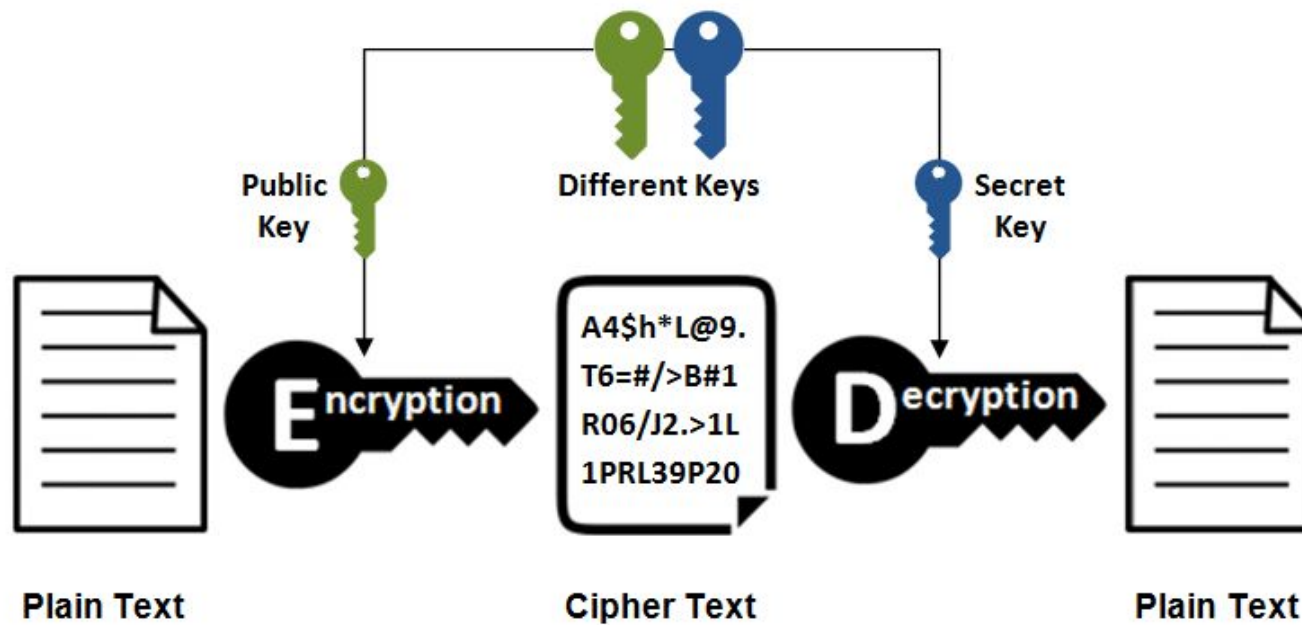 Public
Key
Different Keys
Secret
Key
Encryption
A4$h*L@9.
T6=#/>B#1
R06/J2.>1L
1PRL39P20
Decryption
Plain Text
Cipher Text
Plain Text